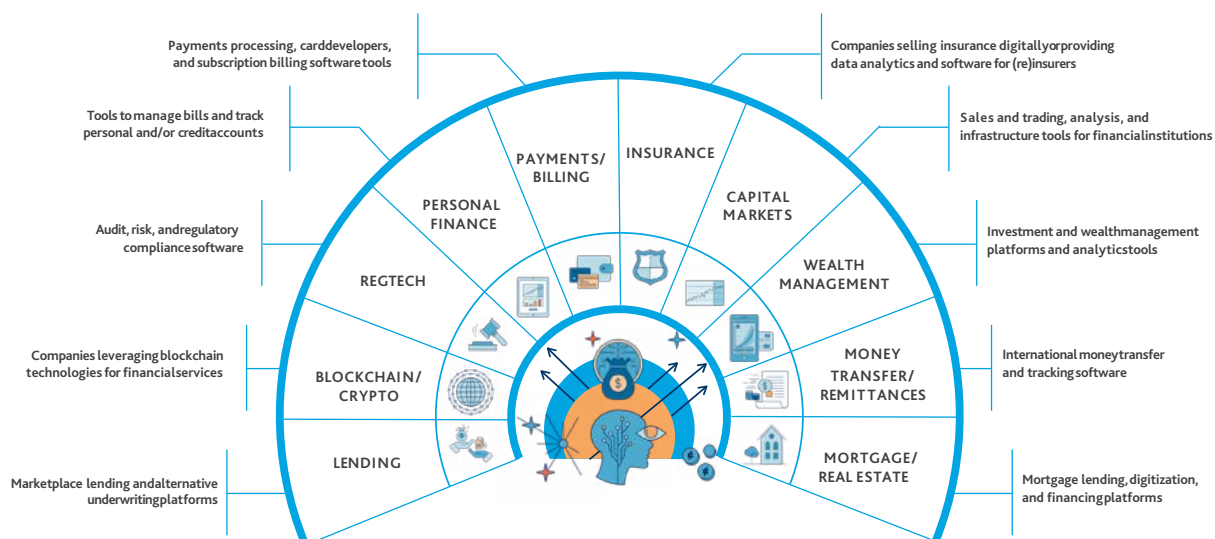 Payments processing, carddevelopers,
and subscription billing software tools
Companies selling insurance digitallyorproviding
data analytics and software for (re)insurers
Tools to manage bills and track
personal and/or creditaccounts
Sales and trading, analysis, and
infrastructure tools for financialinstitutions
PAYMENTS/
BILLING
INSURANCE
PERSONAL
FINANCE
CAPITAL
MARKETS
Audit, risk, andregulatory
compliance software
Investment and wealthmanagement
platforms and analyticstools
REGTECH
WEALTH
MANAGEMENT
Companies leveraging blockchain
technologies for financialservices
International moneytransfer
and tracking software
BLOCKCHAIN/
CRYPTO
MONEY
TRANSFER/
REMITTANCES
LENDING
MORTGAGE/
REAL ESTATE
Marketplace lending andalternative
underwritingplatforms
Mortgage lending, digitization,
and financingplatforms
$